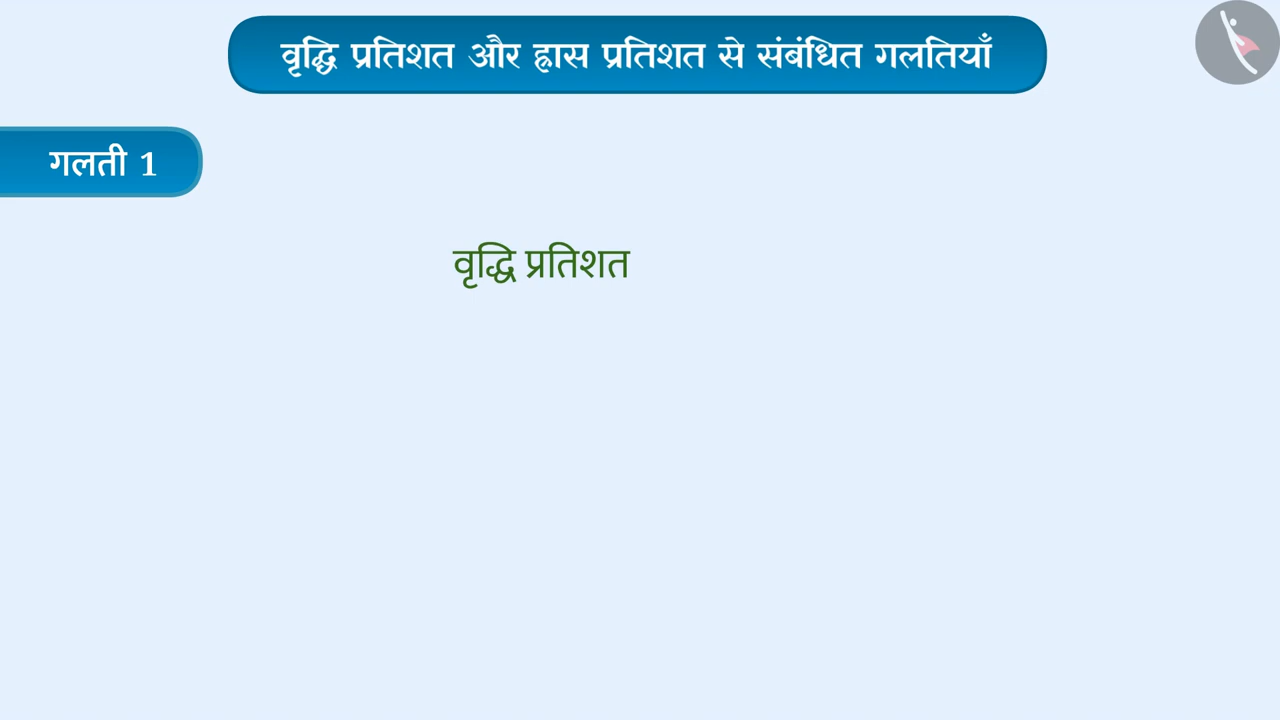 वृद्धि प्रतिशत और ह्रास प्रतिशत से संबंधित गलतियाँ
गलती 1
वृद्धि प्रतिशत